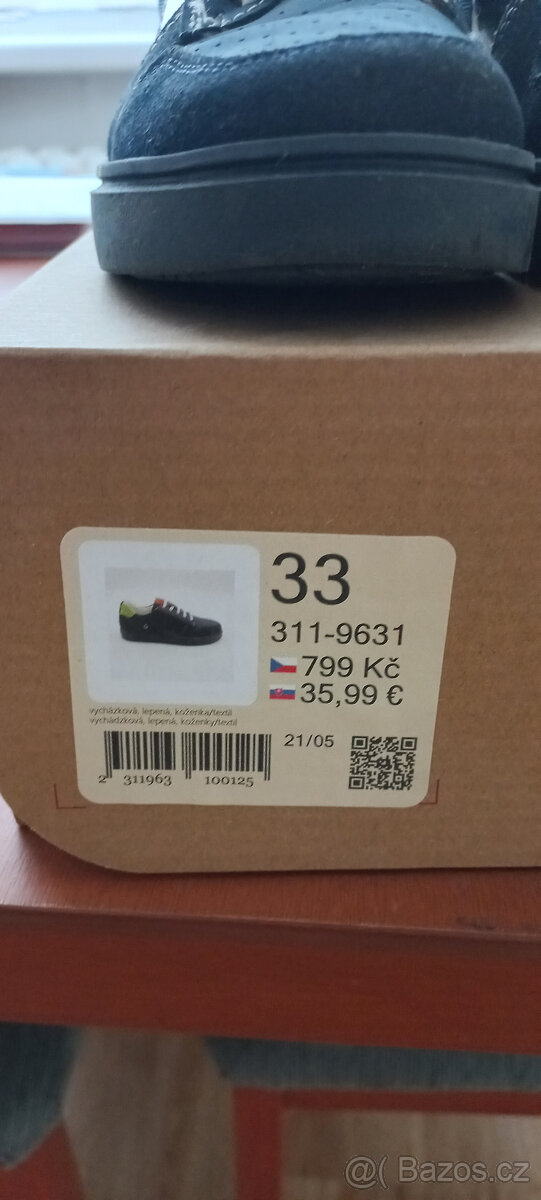 33
311-9631
799 Kč
35,99 €
vycházková, lepená, koženka/textil
vychádzková, lepená, koženky/textil
21/05
2 311963 100125
@( Bazos.cz